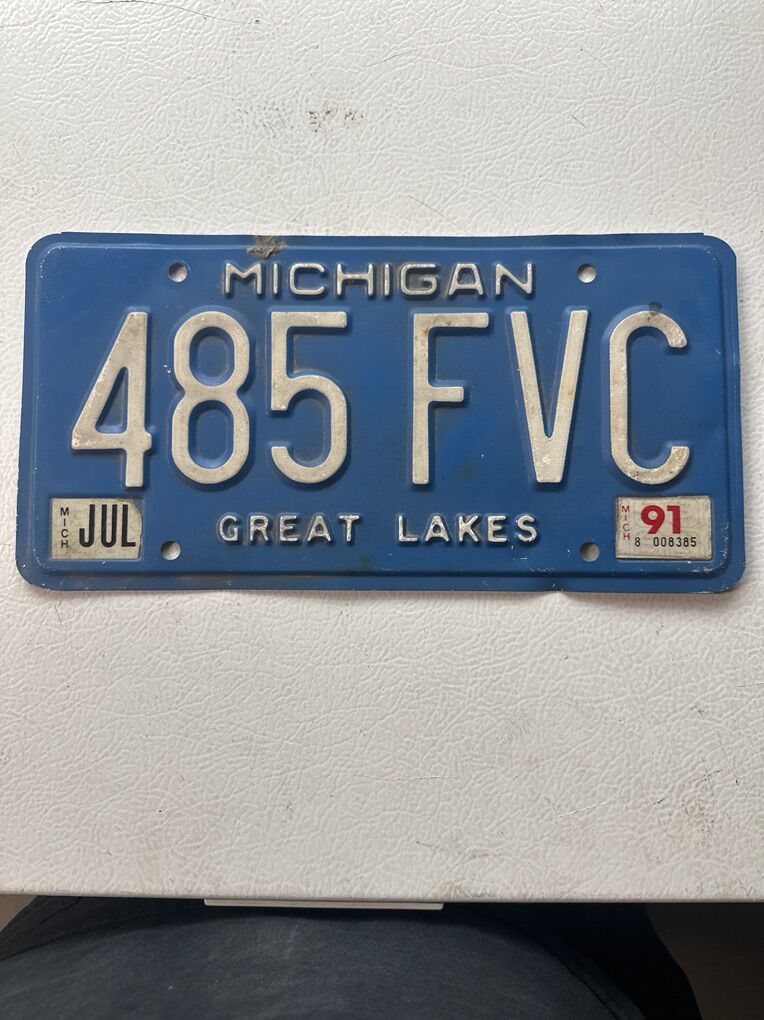 MICHIGAN
485 FVC
MICH JUL
GREAT LAKES
MICH 91
8 008385